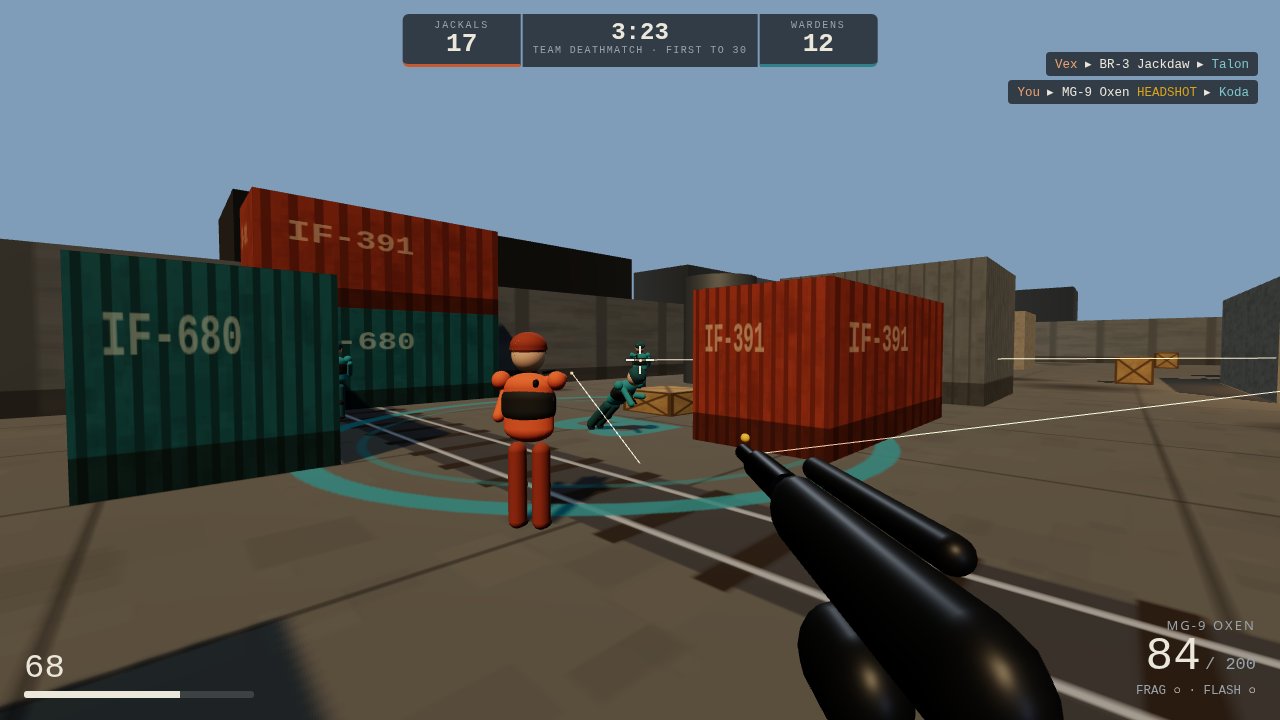 JACKALS
17
3:23
TEAM DEATHMATCH · FIRST TO 30
WARDENS
12
Vex ▶ BR-3 Jackdaw ▶ Talon
You ▶ MG-9 Oxen HEADSHOT ▶ Koda
IF-391
IF-680
-680
IF-391
IF-391
68
MG-9 OXEN
84 / 200
FRAG ○ · FLASH ○